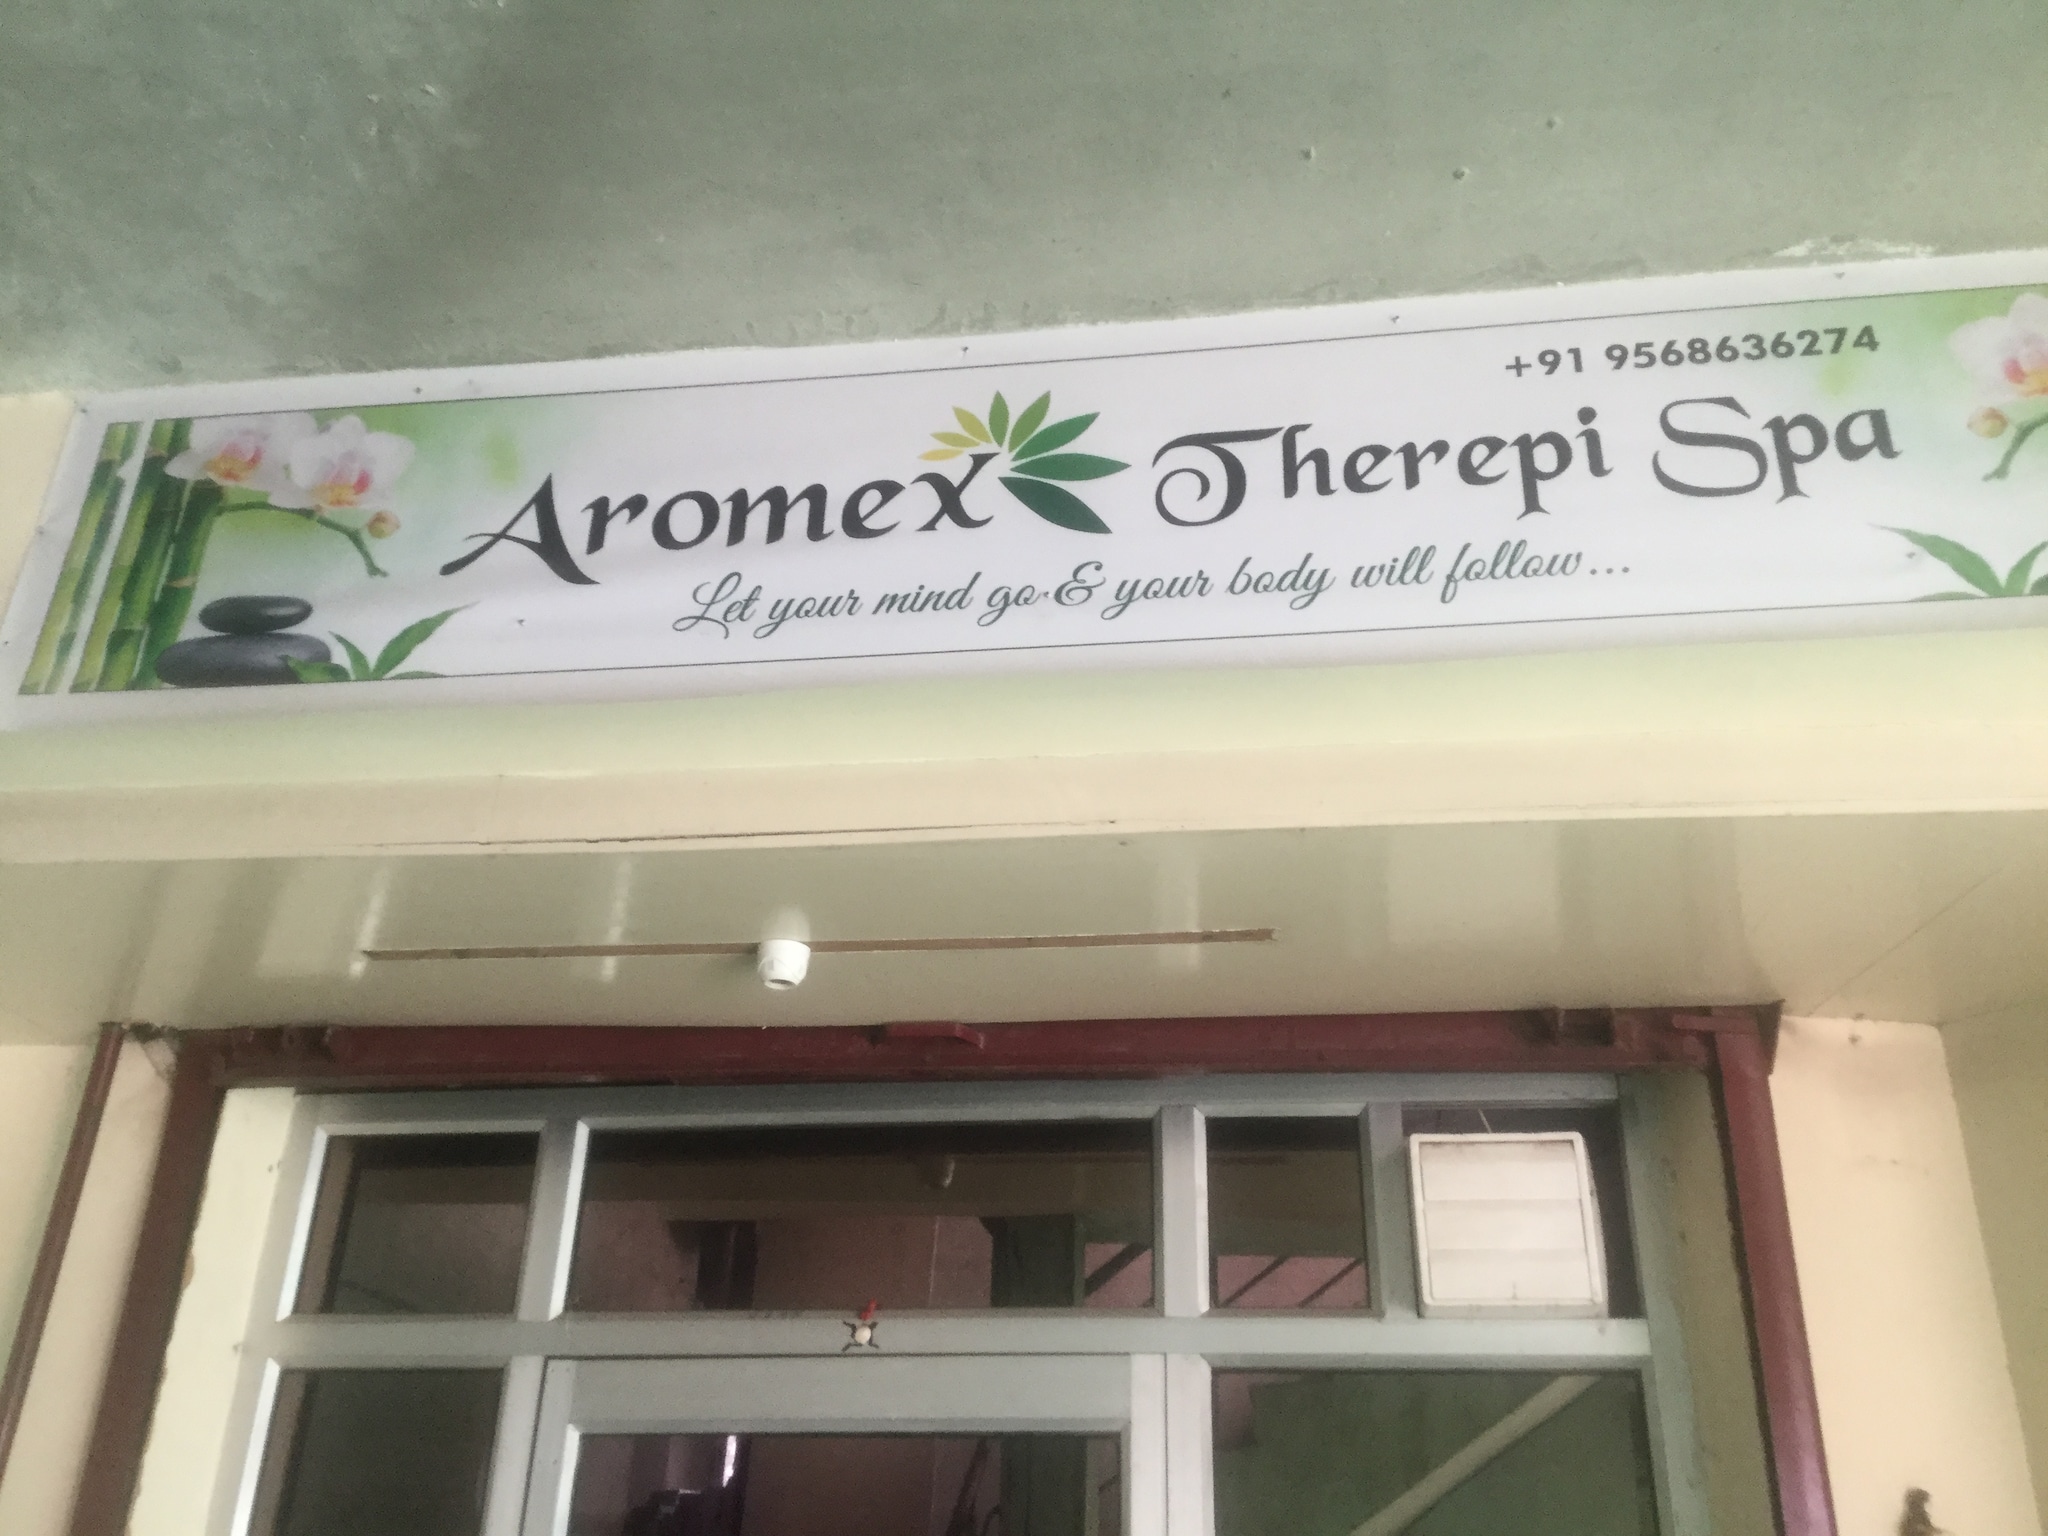 +91 9568636274
Aromex Therepi Spa
Let your mind go & your body will follow...